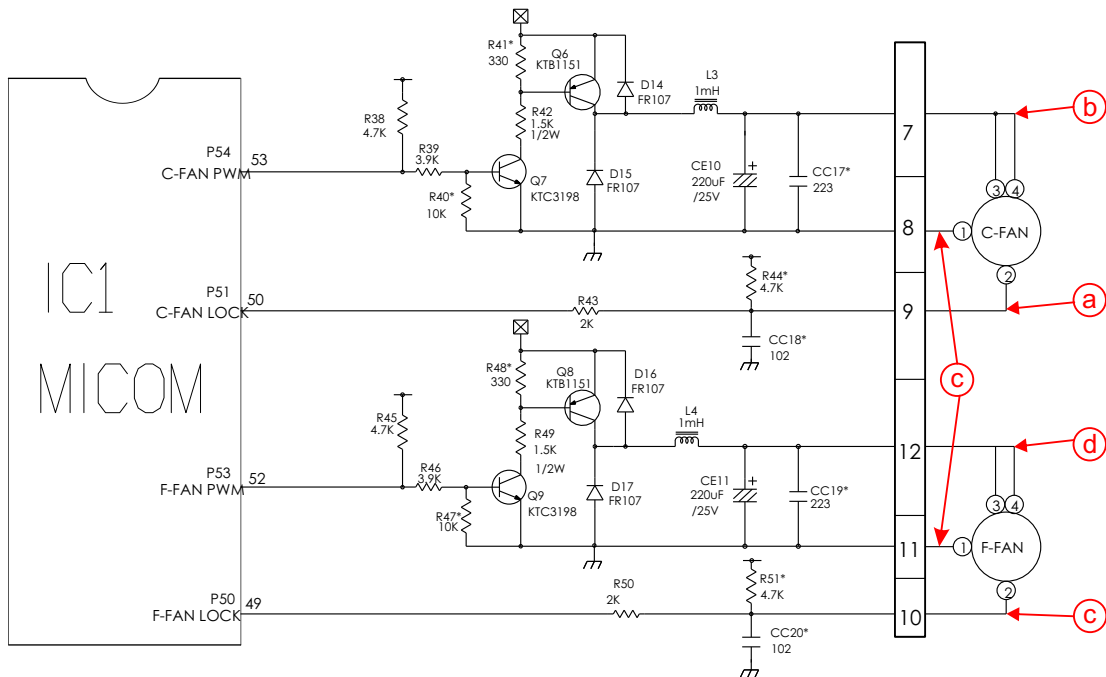 R41*
330
Q6
KTB1151
D14
FR107
L3
1mH
R42
1.5K
1/2W
R38
4.7K
R39
3.9K
P54
53
C-FAN PWM
R40*
10K
Q7
KTC3198
D15
FR107
CE10
+
220uF
/25V
CC17*
223
7
b
3
4
8
1
C-FAN
2
P51
50
C-FAN LOCK
R43
2K
R44*
4.7K
CC18*
102
9
a
IC1
MICOM
c
R48*
330
Q8
KTB1151
D16
FR107
L4
1mH
R49
1.5K
1/2W
R45
4.7K
R46
3.9K
P53
52
F-FAN PWM
R47*
10K
Q9
KTC3198
D17
FR107
CE11
+
220uF
/25V
CC19*
223
12
d
3
4
11
1
F-FAN
2
P50
49
F-FAN LOCK
R50
2K
R51*
4.7K
CC20*
102
10
c